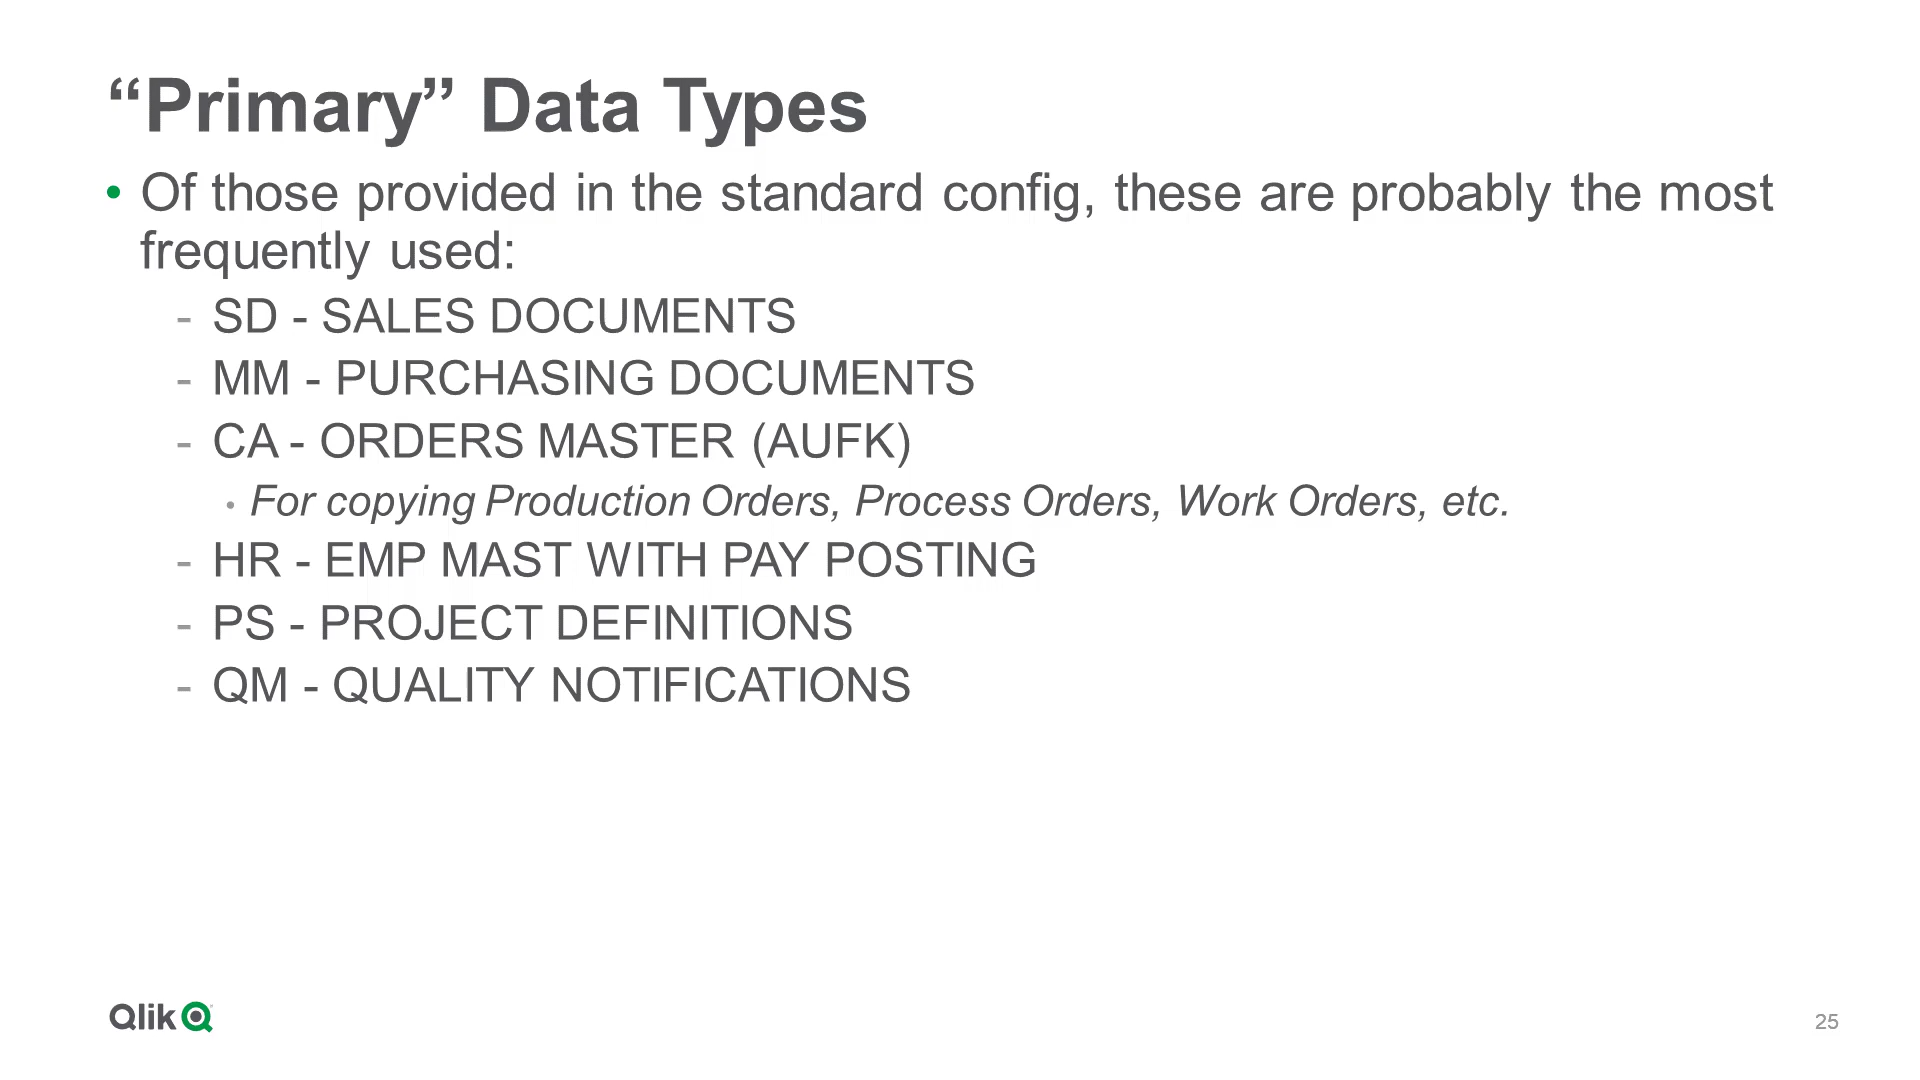 “Primary” Data Types
• Of those provided in the standard config, these are probably the most
frequently used:
- SD - SALES DOCUMENTS
- MM - PURCHASING DOCUMENTS
- CA - ORDERS MASTER (AUFK)
• For copying Production Orders, Process Orders, Work Orders, etc.
- HR - EMP MAST WITH PAY POSTING
- PS - PROJECT DEFINITIONS
- QM - QUALITY NOTIFICATIONS
Qlik
25